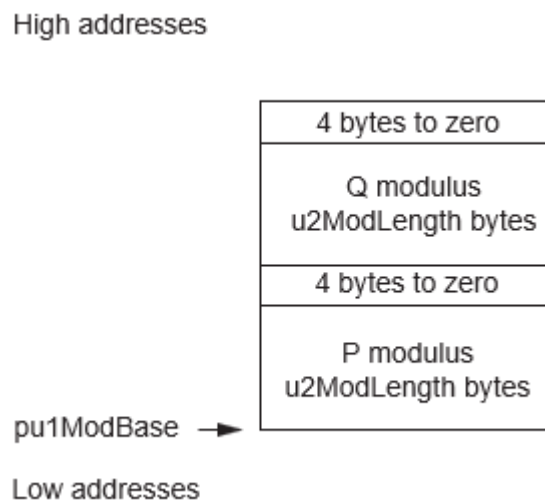 High addresses
4 bytes to zero
Q modulus
u2ModLength bytes
4 bytes to zero
P modulus
u2ModLength bytes
pu1ModBase
Low addresses